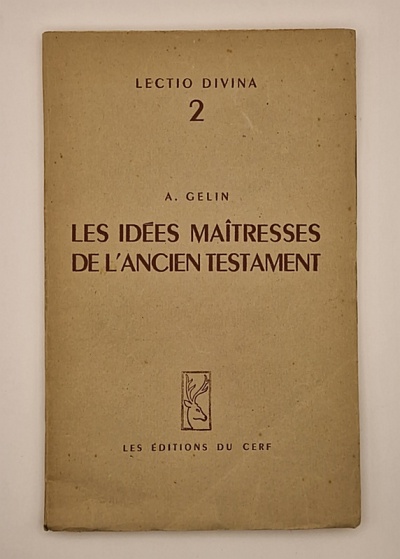 LECTIO DIVINA
2
A. GELIN
LES IDÉES MAÎTRESSES
DE L'ANCIEN TESTAMENT
LES ÉDITIONS DU CERF